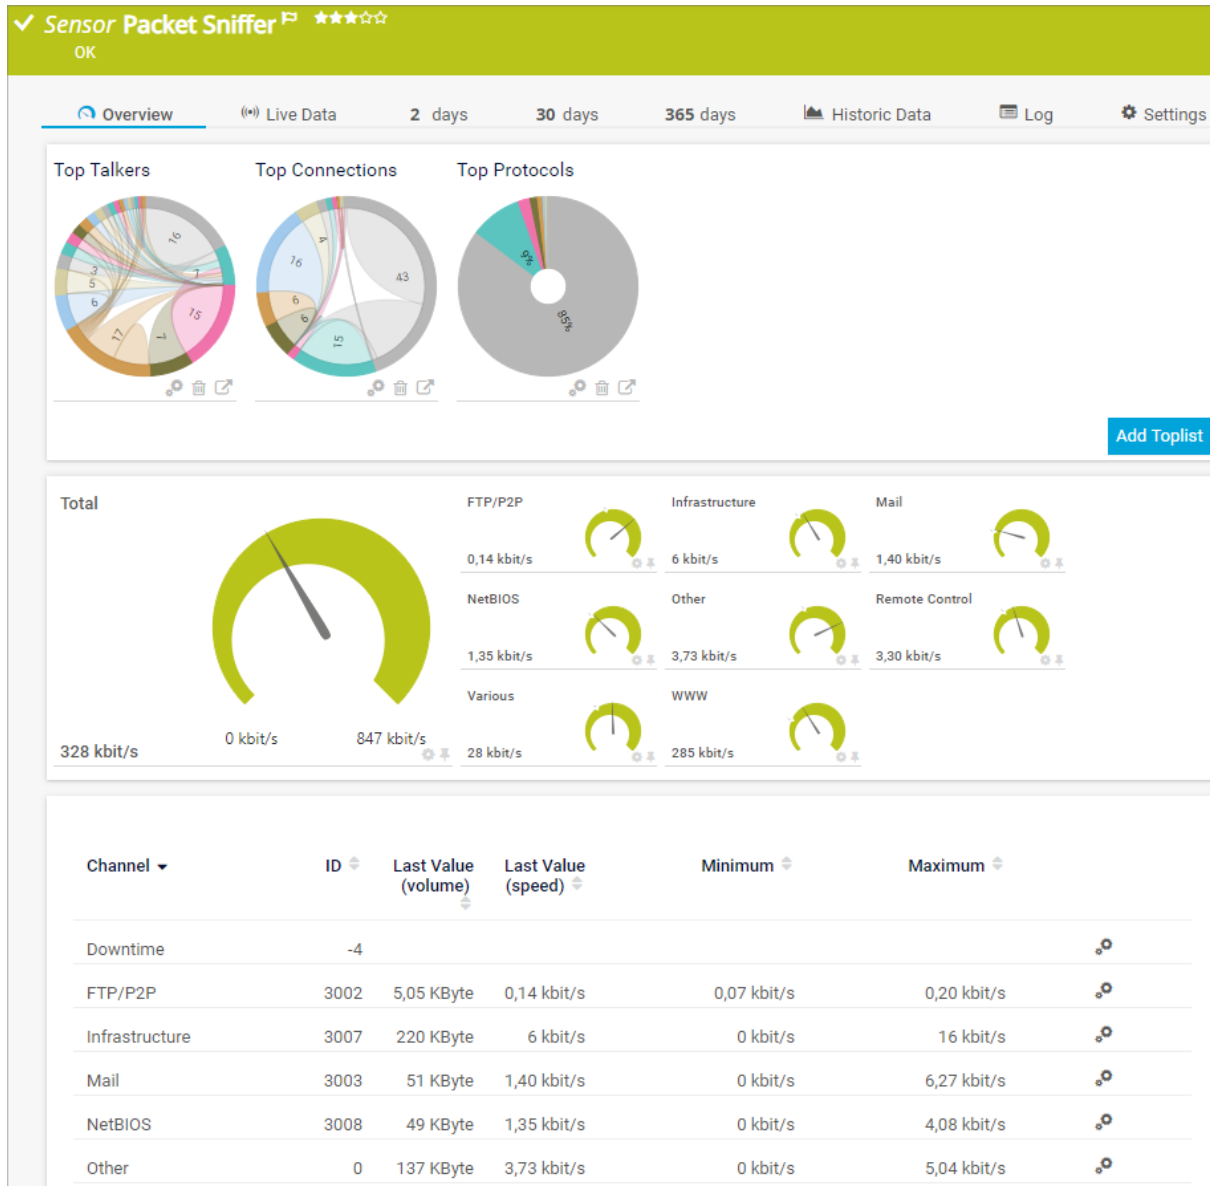 Sensor Packet Sniffer
OK
Overview Live Data 2 days 30 days 365 days Historic Data Log Settings
Top Talkers Top Connections Top Protocols
16
7
3
5
6
17
7
15
4
16
6
6
15
43
9%
85%
Add Toplist
Total
328 kbit/s
0 kbit/s 847 kbit/s
FTP/P2P
0,14 kbit/s
Infrastructure
6 kbit/s
Mail
1,40 kbit/s
NetBIOS
1,35 kbit/s
Other
3,73 kbit/s
Remote Control
3,30 kbit/s
Various
28 kbit/s
WWW
285 kbit/s
Channel ID Last Value (volume) Last Value (speed) Minimum Maximum
Downtime -4
FTP/P2P 3002 5,05 KByte 0,14 kbit/s 0,07 kbit/s 0,20 kbit/s
Infrastructure 3007 220 KByte 6 kbit/s 0 kbit/s 16 kbit/s
Mail 3003 51 KByte 1,40 kbit/s 0 kbit/s 6,27 kbit/s
NetBIOS 3008 49 KByte 1,35 kbit/s 0 kbit/s 4,08 kbit/s
Other 0 137 KByte 3,73 kbit/s 0 kbit/s 5,04 kbit/s